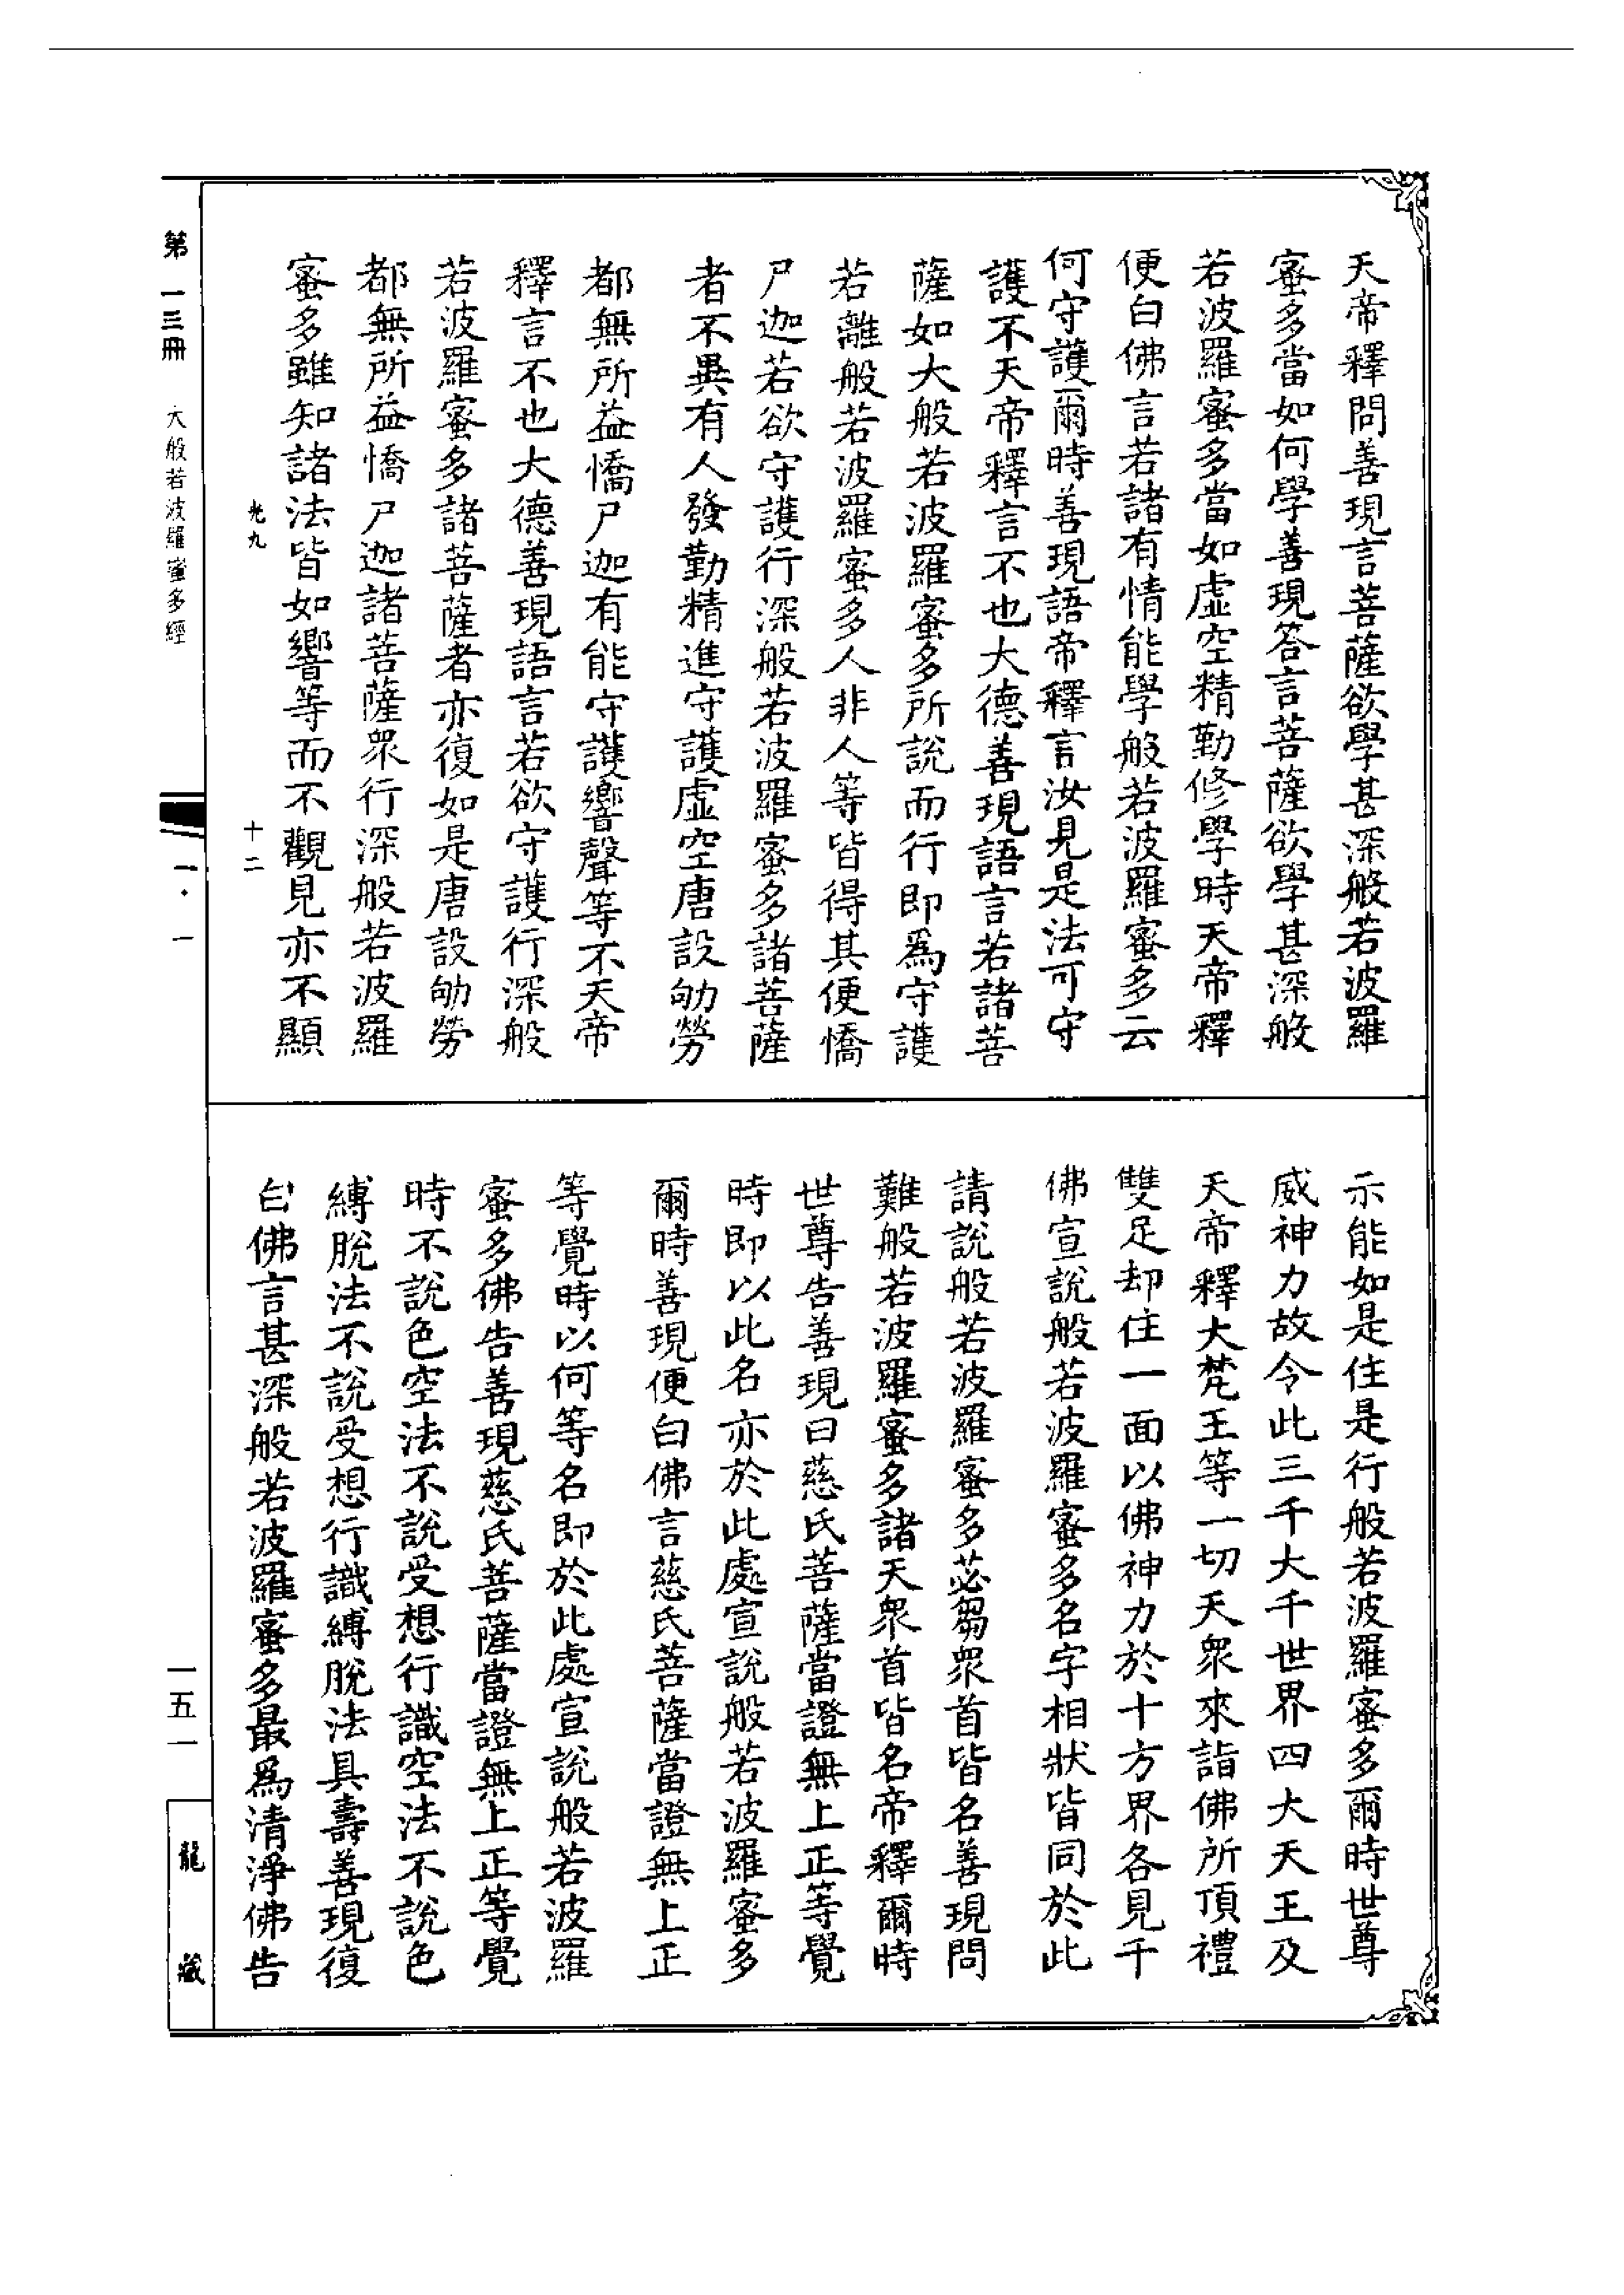 天帝釋問善現言菩薩欲學甚深般若波羅
蜜多當如何學善現答言菩薩欲學甚深般
若波羅蜜多當如虛空精勤修學時天帝釋
便白佛言若諸有情能學般若波羅蜜多云
何守護爾時善現語帝釋言汝見是法可守
護不天帝釋言不也大德善現語言若諸菩
薩如大般若波羅蜜多所說而行即為守護
若離般若波羅蜜多人非人等皆得其便憍
尸迦若欲守護行深般若波羅蜜多諸菩薩
者不異有人發勤精進守護虛空唐設劬勞
都無所益憍尸迦有能守護響聲等不天帝
釋言不也大德善現語言若欲守護行深般
若波羅蜜多諸菩薩者亦復如是唐設劬勞
都無所益憍尸迦諸菩薩眾行深般若波羅
蜜多雖知諸法皆如響等而不觀見亦不顯
光九
十二
示能如是住是行般若波羅蜜多爾時世尊
威神力故令此三千大千世界四大天王及
天帝釋大梵王等一切天眾來詣佛所頂禮
雙足却住一面以佛神力於十方界各見千
佛宣說般若波羅蜜多名字相狀皆同於此
請說般若波羅蜜多苾芻眾首皆名善現問
難般若波羅蜜多諸天眾首皆名帝釋爾時
世尊告善現曰慈氏菩薩當證無上正等覺
時即以此名亦於此處宣說般若波羅蜜多
爾時善現便白佛言慈氏菩薩當證無上正
等覺時以何等名即於此處宣說般若波羅
蜜多佛告善現慈氏菩薩當證無上正等覺
時不說色空法不說受想行識空法不說色
縛脫法不說受想行識縛脫法具壽善現復
白佛言甚深般若波羅蜜多最為清淨佛告
第一三冊 大般若波羅蜜多經
一·一
一五一
龍藏